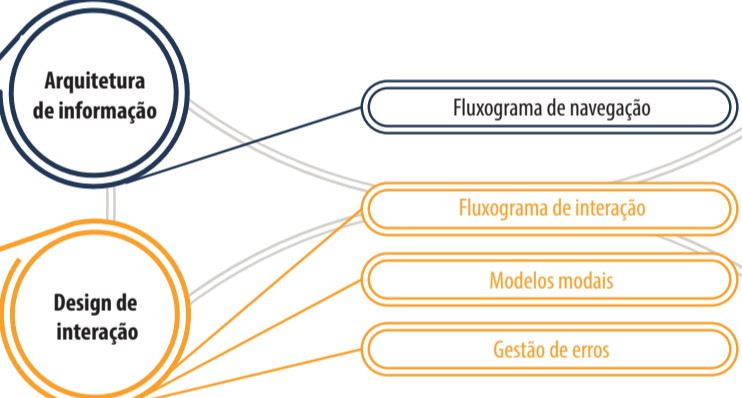 Arquitetura
de informação
Fluxograma de navegação
Fluxograma de interação
Modelos modais
Design de
interação
Gestão de erros